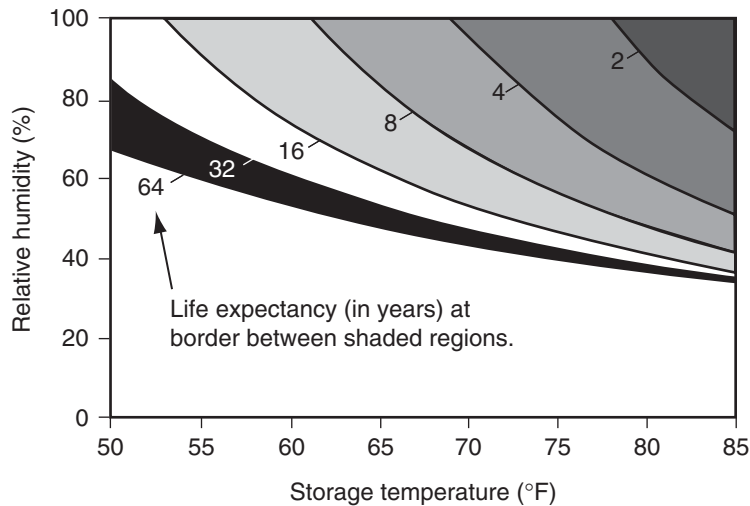 100
80
60
40
20
0
Relative humidity (%)
2
4
8
16
32
64
Life expectancy (in years) at
border between shaded regions.
50 55 60 65 70 75 80 85
Storage temperature (°F)